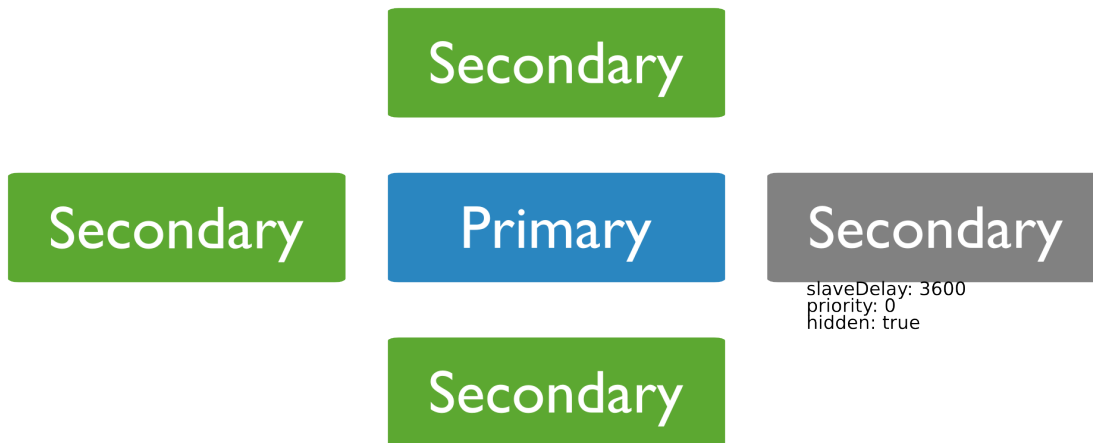 Secondary
Secondary
Primary
Secondary
slaveDelay: 3600
priority: 0
hidden: true
Secondary